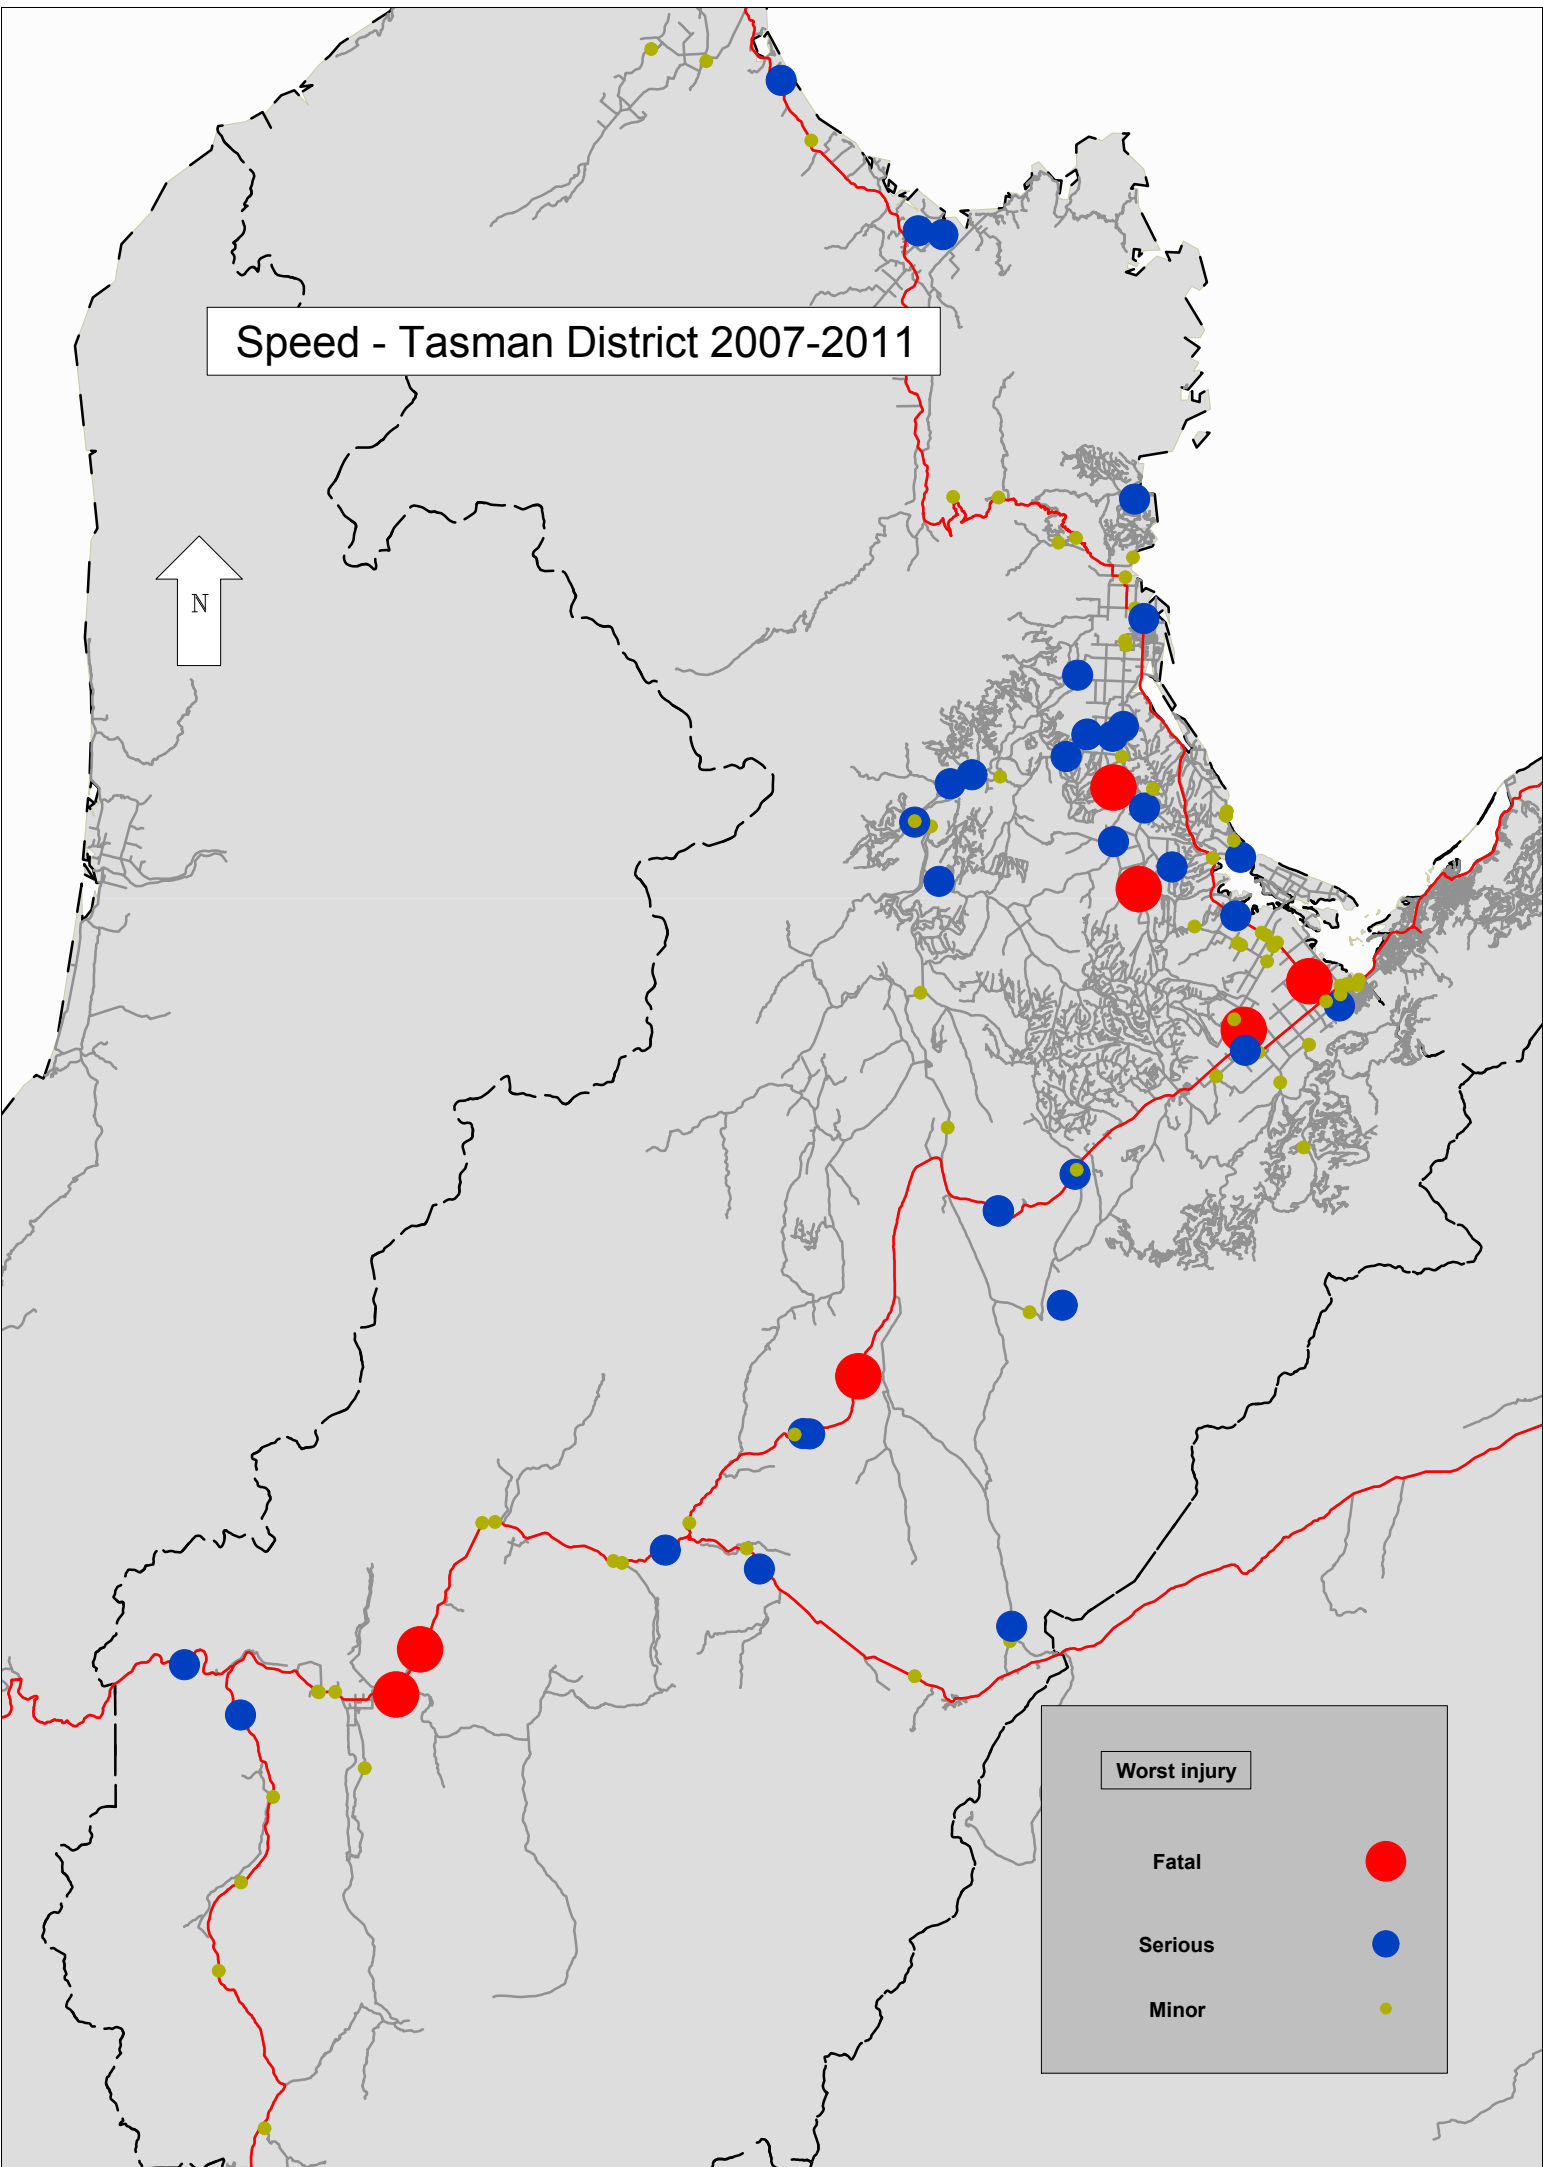 Speed - Tasman District 2007-2011
N
Worst injury
Fatal
Serious
Minor